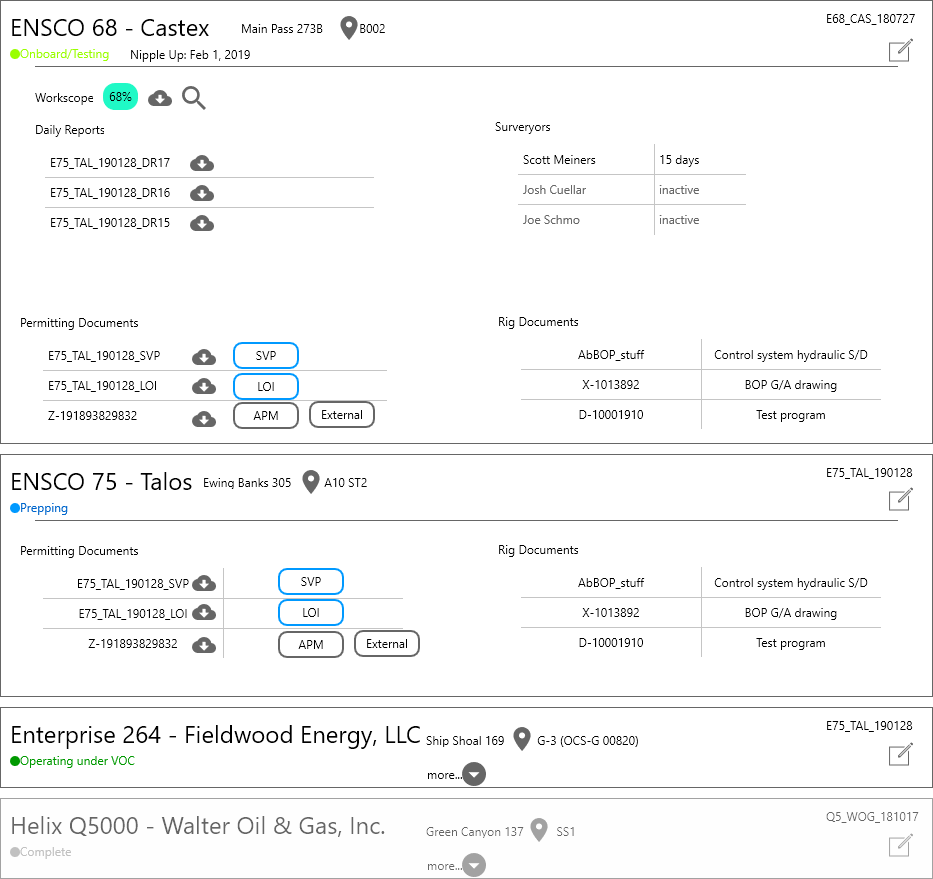 ENSCO 68 - Castex Main Pass 273B B002 E68_CAS_180727
Onboard/Testing Nipple Up: Feb 1, 2019
Workscope 68%
Daily Reports
E75_TAL_190128_DR17
E75_TAL_190128_DR16
E75_TAL_190128_DR15
Surveryors
Scott Meiners 15 days
Josh Cuellar inactive
Joe Schmo inactive
Permitting Documents
E75_TAL_190128_SVP SVP
E75_TAL_190128_LOI LOI
Z-191893829832 APM External
Rig Documents
AbBOP_stuff Control system hydraulic S/D
X-1013892 BOP G/A drawing
D-10001910 Test program
ENSCO 75 - Talos Ewing Banks 305 A10 ST2 E75_TAL_190128
Prepping
Permitting Documents
E75_TAL_190128_SVP SVP
E75_TAL_190128_LOI LOI
Z-191893829832 APM External
Rig Documents
AbBOP_stuff Control system hydraulic S/D
X-1013892 BOP G/A drawing
D-10001910 Test program
Enterprise 264 - Fieldwood Energy, LLC Ship Shoal 169 G-3 (OCS-G 00820) E75_TAL_190128
Operating under VOC
more...
Helix Q5000 - Walter Oil & Gas, Inc. Green Canyon 137 SS1 Q5_WOG_181017
Complete
more...